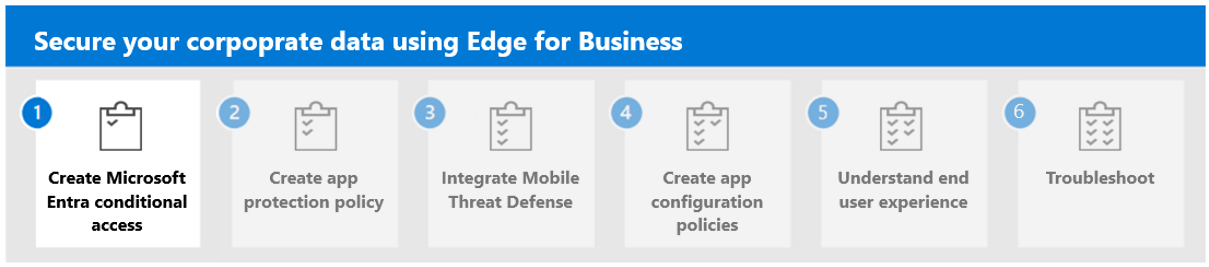 Secure your corpoprate data using Edge for Business
1
2
3
4
5
6
Create Microsoft
Entra conditional
access
Create app
protection policy
Integrate Mobile
Threat Defense
Create app
configuration
policies
Understand end
user experience
Troubleshoot